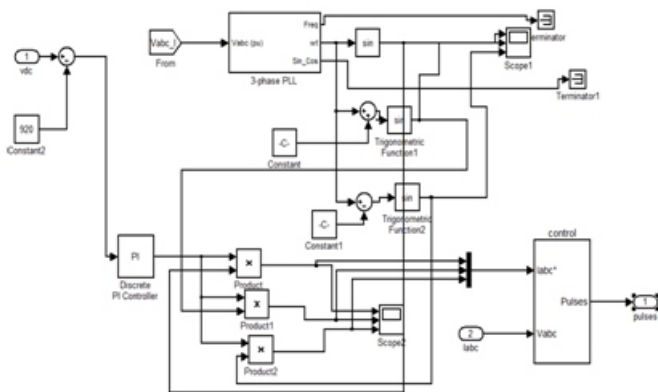 Freq
Vabc_I
Vabc (pu)
wt
sin
Terminator
1
Sin_Cos
Scope1
vdc
From
3-phase PLL
Terminator1
920
sin
Constant2
-C-
Trigonometric
Function1
Constant
sin
-C-
Trigonometric
Function2
Constant1
control
PI
×
Iabc*
Discrete
PI Controller
Product
X
Pulses
1
pulses
Product1
Scope2
2
Vabc
×
Iabc
Product2